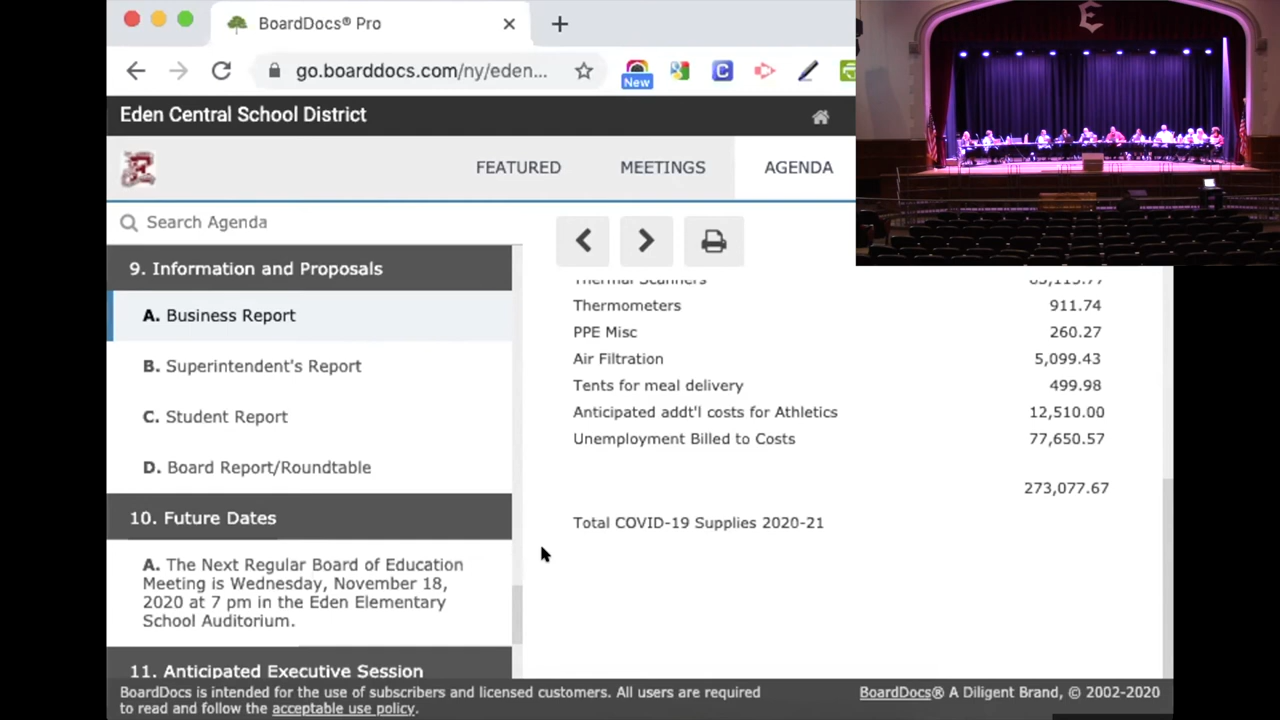 BoardDocs® Pro
go.boarddocs.com/ny/eden...
New
Eden Central School District
E
FEATURED
MEETINGS
AGENDA
Search Agenda
9. Information and Proposals
A. Business Report
B. Superintendent's Report
C. Student Report
D. Board Report/Roundtable
10. Future Dates
A. The Next Regular Board of Education
Meeting is Wednesday, November 18,
2020 at 7 pm in the Eden Elementary
School Auditorium.
11. Anticipated Executive Session
Thermal Scanners
Thermometers 911.74
PPE Misc 260.27
Air Filtration 5,099.43
Tents for meal delivery 499.98
Anticipated addt'l costs for Athletics 12,510.00
Unemployment Billed to Costs 77,650.57
273,077.67
Total COVID-19 Supplies 2020-21
BoardDocs is intended for the use of subscribers and licensed customers. All users are required
to read and follow the acceptable use policy.
BoardDocs® A Diligent Brand, © 2002-2020